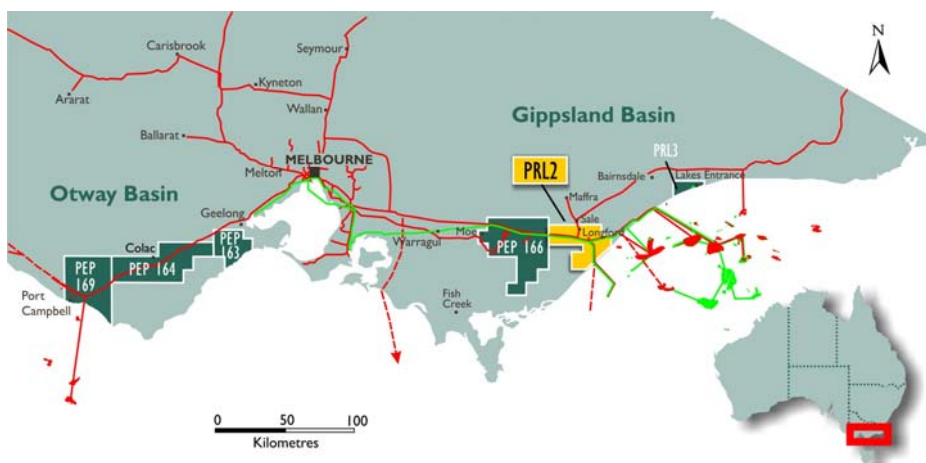 Carisbrook
Seymour
N
Kyneton
Ararat
Wallan
Gippsland Basin
Ballarat
MELBOURNE
PRL3
Melton
PRL2
Bairnsdale
Lakes Entrance
Otway Basin
Maffra
Geelong
Sale
Longford
Colac
PEP
163
Moe
Warragul
PEP 166
PEP
169
PEP 164
Port
Campbell
Fish
Creek
0 50 100
Kilometres